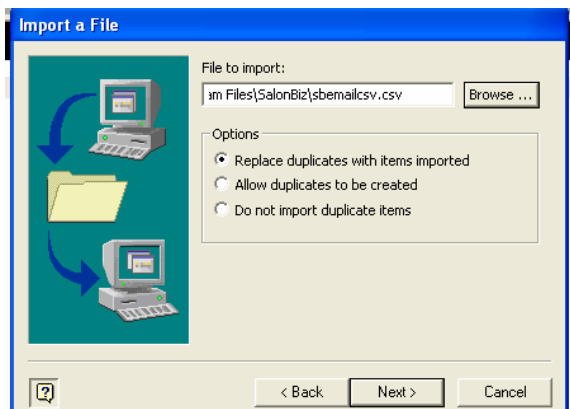 Import a File
File to import:
am Files\SalonBiz\sbemailcsv.csv
Browse ...
Options
Replace duplicates with items imported
Allow duplicates to be created
Do not import duplicate items
?
< Back
Next >
Cancel